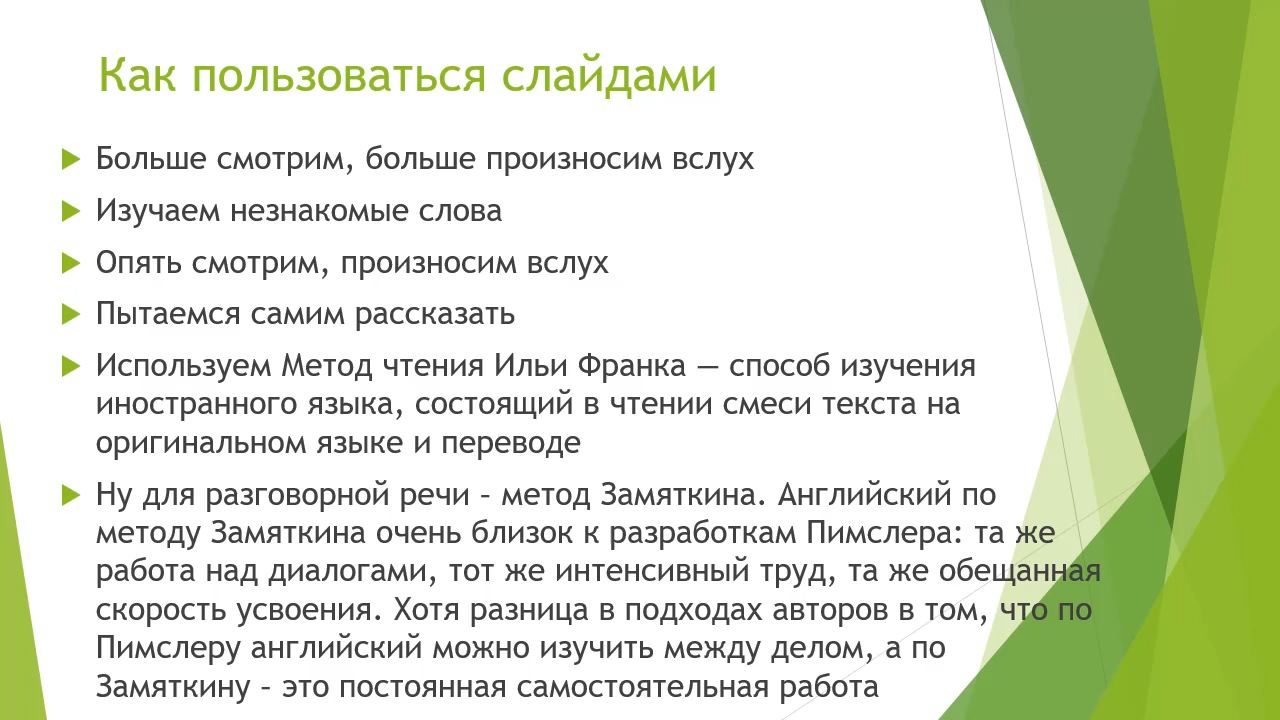 Как пользоваться слайдами
Больше смотрим, больше произносим вслух
Изучаем незнакомые слова
Опять смотрим, произносим вслух
Пытаемся самим рассказать
Используем Метод чтения Ильи Франка — способ изучения
иностранного языка, состоящий в чтении смеси текста на
оригинальном языке и переводе
Ну для разговорной речи – метод Замяткина. Английский по
методу Замяткина очень близок к разработкам Пимслера: та же
работа над диалогами, тот же интенсивный труд, та же обещанная
скорость усвоения. Хотя разница в подходах авторов в том, что по
Пимслеру английский можно изучить между делом, а по
Замяткину – это постоянная самостоятельная работа